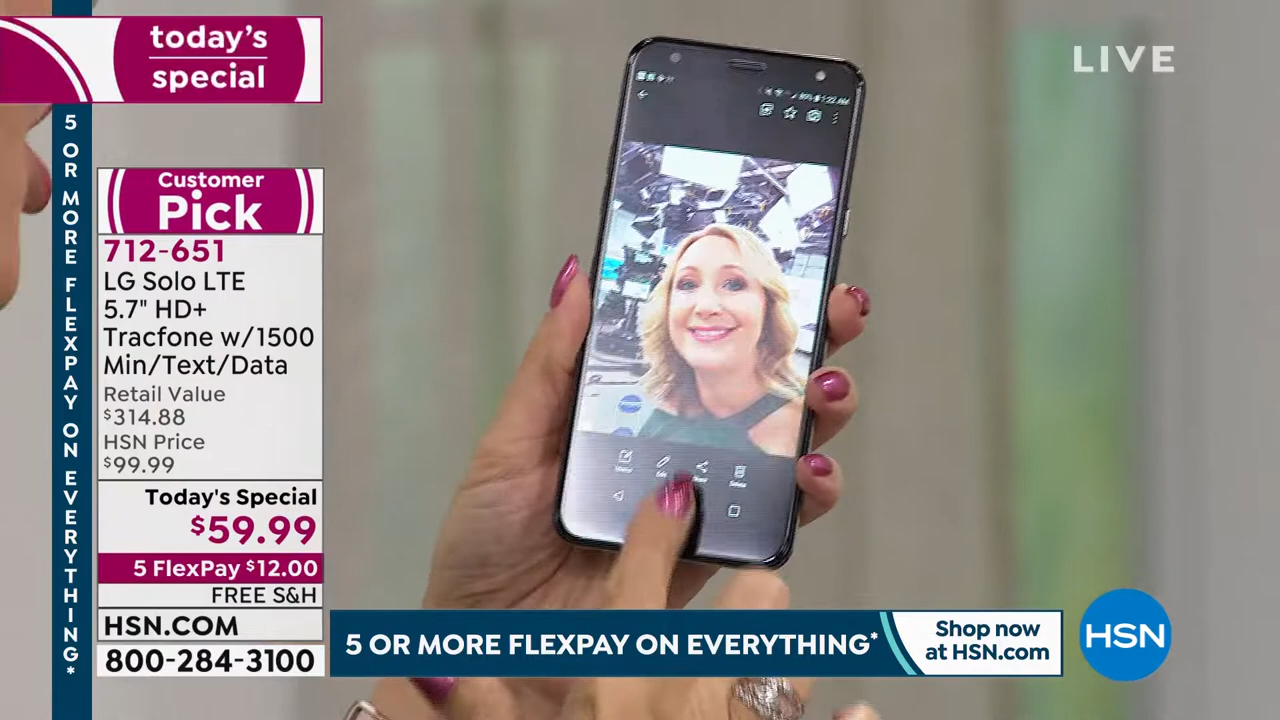 today's
special
LIVE
5 OR MORE FLEXPAY ON EVERYTHING*
Customer
Pick
712-651
LG Solo LTE
5.7" HD+
Tracfone w/1500
Min/Text/Data
Retail Value
$314.88
HSN Price
$99.99
Today's Special
$59.99
5 FlexPay $12.00
FREE S&H
HSN.COM
800-284-3100
Edit
Delete
5 OR MORE FLEXPAY ON EVERYTHING*
Shop now
at HSN.com
HSN